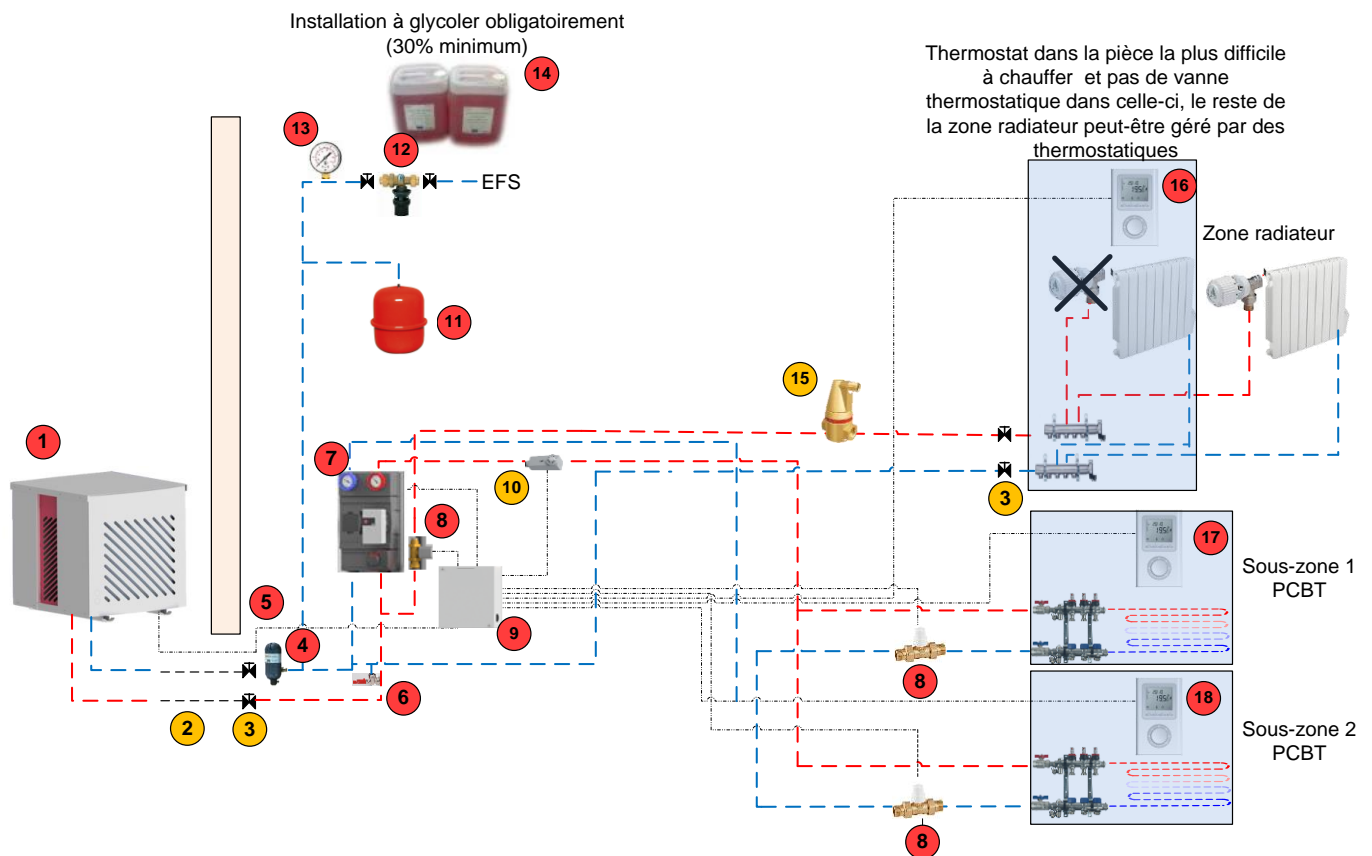 Installation à glycoler obligatoirement
(30% minimum)
14
Thermostat dans la pièce la plus difficile
à chauffer et pas de vanne
thermostatique dans celle-ci, le reste de
la zone radiateur peut-être géré par des
thermostatiques
13
12
EFS
16
Zone radiateur
11
15
1
7
10
3
8
17
Sous-zone 1
PCBT
5
9
4
8
6
18
2
3
Sous-zone 2
PCBT
8